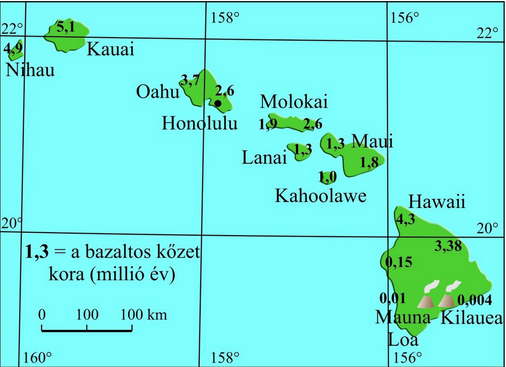 158°
156°
22°
22°
5,1
Kauai
4,9
Nihau
3,7
2,6
Oahu
Honolulu
Molokai
1,9
2,6
1,3
Maui
Lanai
1,3
1,8
1,0
Kahoolawe
Hawaii
20°
20°
4,3
3,38
1,3 = a bazaltos kőzet
kora (millió év)
0,15
0,01
0,004
Mauna
Loa
Kilauea
0
100
100 km
160°
158°
156°